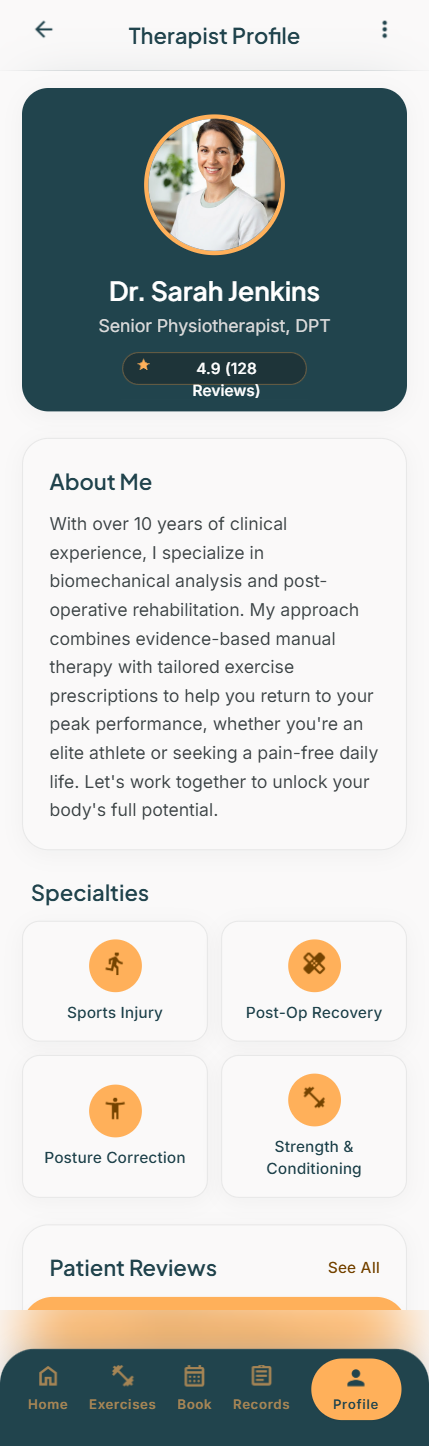 Therapist Profile
Dr. Sarah Jenkins
Senior Physiotherapist, DPT
4.9 (128
Reviews)
About Me
With over 10 years of clinical
experience, I specialize in
biomechanical analysis and post-
operative rehabilitation. My approach
combines evidence-based manual
therapy with tailored exercise
prescriptions to help you return to your
peak performance, whether you're an
elite athlete or seeking a pain-free daily
life. Let's work together to unlock your
body's full potential.
Specialties
Sports Injury
Post-Op Recovery
Posture Correction
Strength &
Conditioning
Patient Reviews
See All
Home
Exercises
Book
Records
Profile